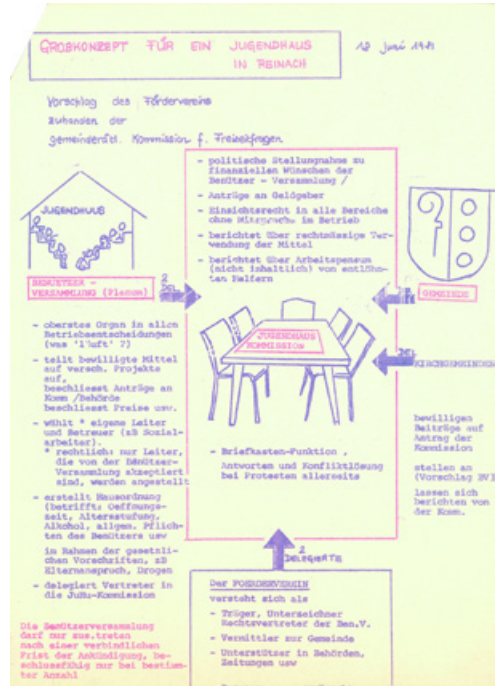 GROBKONZEPT FÜR EIN JUGENDHAUS
IN REINACH
18 Juni 1981
Vorschlag des Fördervereins
zuhanden der
gemeinderätl. Kommission f. Freizeitfragen
- politische Stellungnahme zu
finanziellen Wünschen der
Benützer - Versammlung /
- Anträge an Geldgeber
- Einsichtsrecht in alle Bereiche
ohne Mitsprache im Betrieb
- berichtet über rechtmässige Ver-
wendung der Mittel
- berichtet über Arbeitspensum
(nicht inhaltlich) von entlöhn-
ten Helfern
JUGENDHUUS
BENUETZER -
VERSAMMLUNG (Plenum)
2
DEL.
GEMEINDE
JUGENDHAUS
KOMMISSION
KIRCHGEMEINDEN
- oberstes Organ in allen
Betriebsentscheidungen
(was 'läuft' ?)
- teilt bewilligte Mittel
auf versch. Projekte
auf,
beschliesst Anträge an
Komm /Behörde
beschliesst Preise usw.
- wählt * eigene Leiter
und Betreuer (zB Sozial-
arbeiter).
* rechtlich: nur Leiter,
die von der Benützer-
Versammlung akzeptiert
sind, werden angestellt
- erstellt Hausordnung
(betrifft: Oeffnungs-
zeit, Altersstufung,
Alkohol, allgem. Pflich-
ten des Benützers usw
im Rahmen der gesetzli-
chen Vorschriften, zB
Elternanspruch, Drogen
- delegiert Vertreter in
die JuHu-Kommission
- Briefkasten-Funktion ,
Antworten und Konfliktlösung
bei Protesten allerseits
bewilligen
Beiträge auf
Antrag der
Kommission
stellen an
(Vorschlag BV)
lassen sich
berichten von
der Komm.
2
DELEGIERTE
Der FOERDERVEREIN
versteht sich als
- Träger, Unterzeichner
Rechtsvertreter der Ben.V.
- Vermittler zur Gemeinde
- Unterstützer in Behörden,
Zeitungen usw
Die Benützerversammlung
darf nur zus.treten
nach einer verbindlichen
Frist der Ankündigung, be-
schlussfähig nur bei bestimm-
ter Anzahl